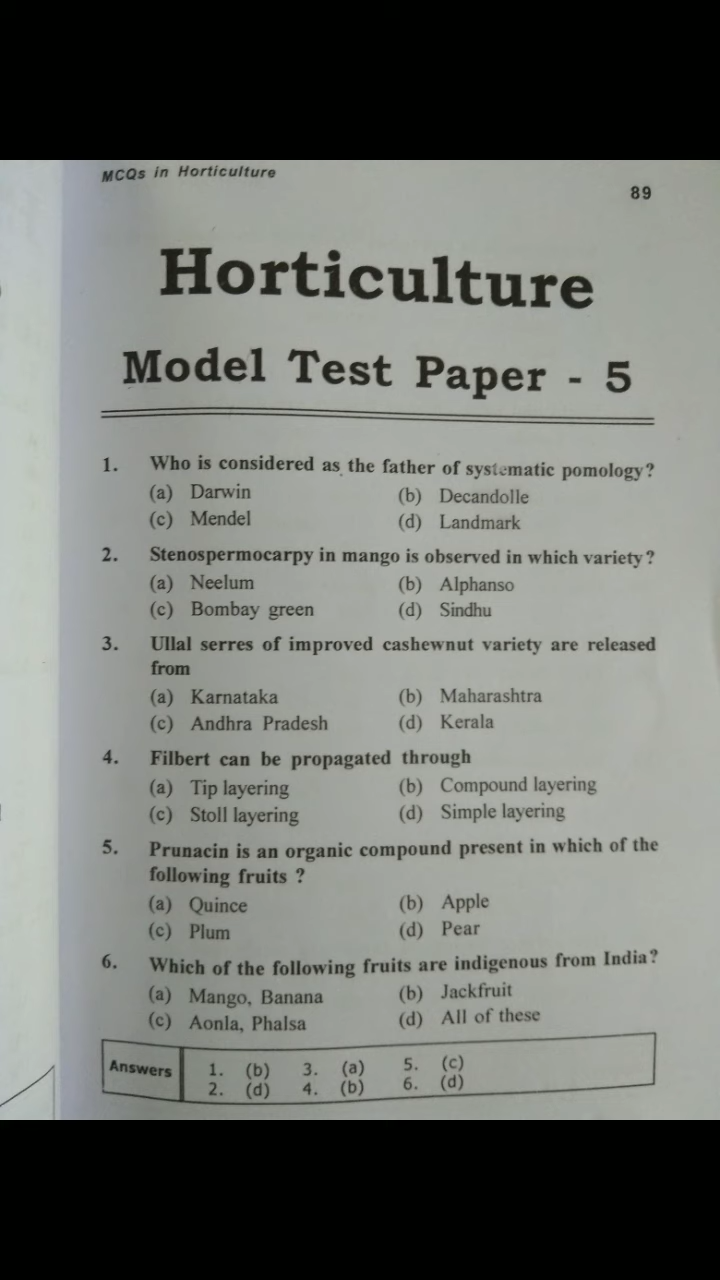 MCQs in Horticulture
89
Horticulture
Model Test Paper - 5
1. Who is considered as the father of systematic pomology?
(a) Darwin (b) Decandolle
(c) Mendel (d) Landmark
2. Stenospermocarpy in mango is observed in which variety?
(a) Neelum (b) Alphanso
(c) Bombay green (d) Sindhu
3. Ullal serres of improved cashewnut variety are released
from
(a) Karnataka (b) Maharashtra
(c) Andhra Pradesh (d) Kerala
4. Filbert can be propagated through
(a) Tip layering (b) Compound layering
(c) Stoll layering (d) Simple layering
5. Prunacin is an organic compound present in which of the
following fruits ?
(a) Quince (b) Apple
(c) Plum (d) Pear
6. Which of the following fruits are indigenous from India?
(a) Mango, Banana (b) Jackfruit
(c) Aonla, Phalsa (d) All of these
Answers 1. (b) 3. (a) 5. (c)
2. (d) 4. (b) 6. (d)